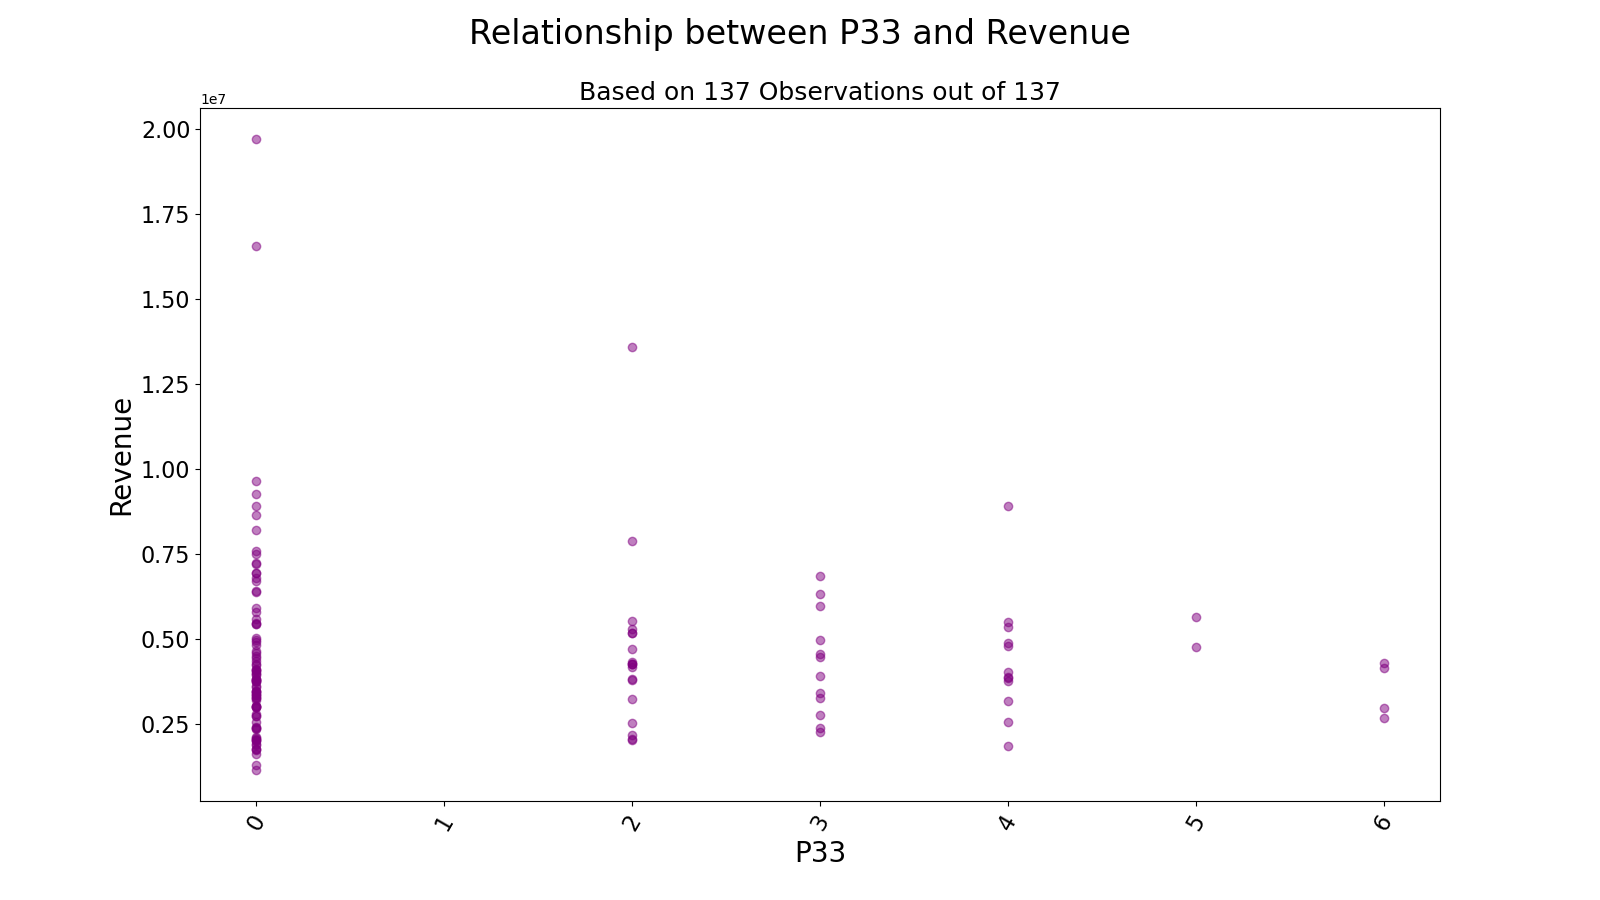 Relationship between P33 and Revenue
Based on 137 Observations out of 137
1e7
2.00
1.75
1.50
1.25
1.00
0.75
0.50
0.25
Revenue
0 1 2 3 4 5 6
P33